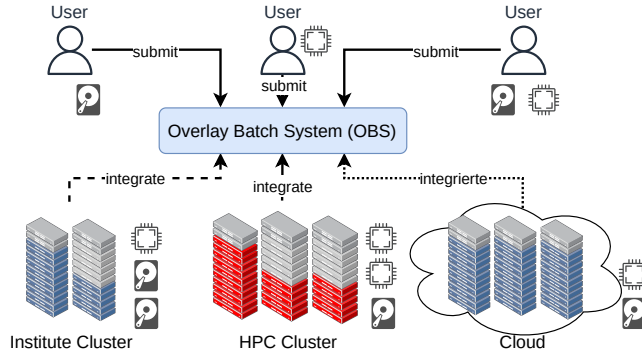 User
User
User
submit
submit
submit
Overlay Batch System (OBS)
integrate
integrate
integrierte
Institute Cluster
HPC Cluster
Cloud